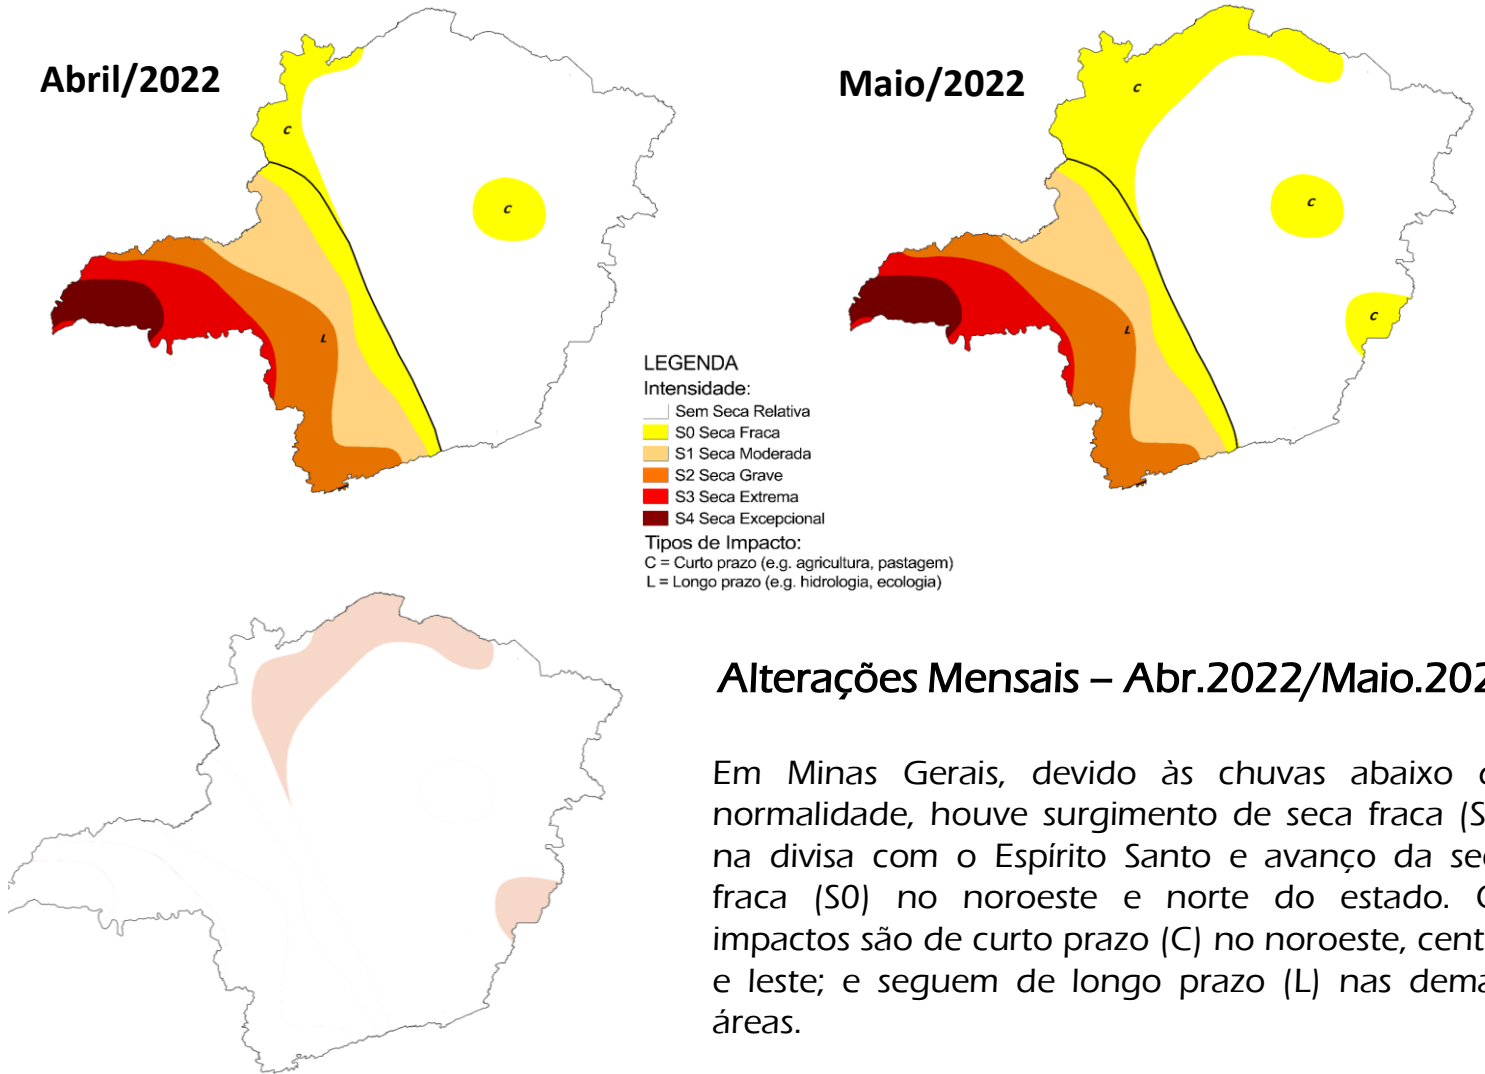 Abril/2022
Maio/2022
C
C
L
C
C
C
L
LEGENDA
Intensidade:
Sem Seca Relativa
S0 Seca Fraca
S1 Seca Moderada
S2 Seca Grave
S3 Seca Extrema
S4 Seca Excepcional
Tipos de Impacto:
C = Curto prazo (e.g. agricultura, pastagem)
L = Longo prazo (e.g. hidrologia, ecologia)
Alterações Mensais – Abr.2022/Maio.202
Em Minas Gerais, devido às chuvas abaixo
normalidade, houve surgimento de seca fraca (S
na divisa com o Espírito Santo e avanço da
fraca (S0) no noroeste e norte do estado.
impactos são de curto prazo (C) no noroeste,
e leste; e seguem de longo prazo (L) nas
áreas.